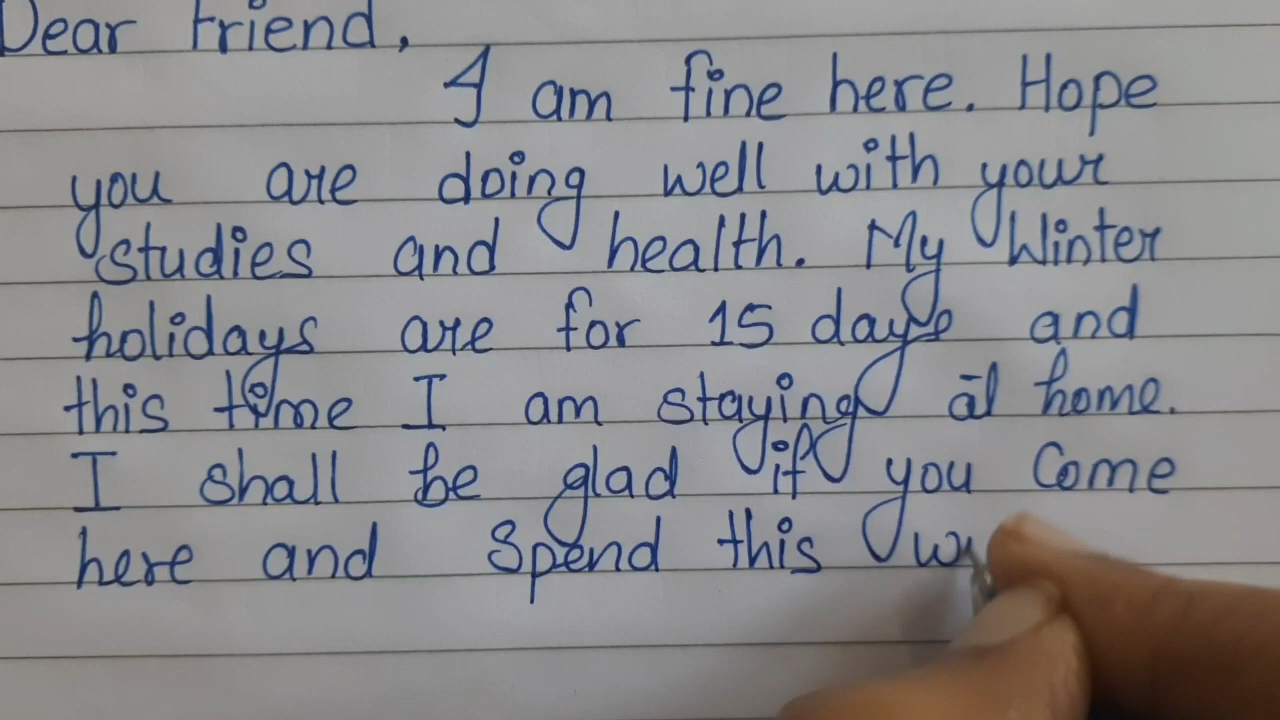 Dear Friend,
I am fine here. Hope
you are doing well with your
studies and health. My Winter
holidays are for 15 days and
this time I am staying at home.
I shall be glad if you Come
here and Spend this